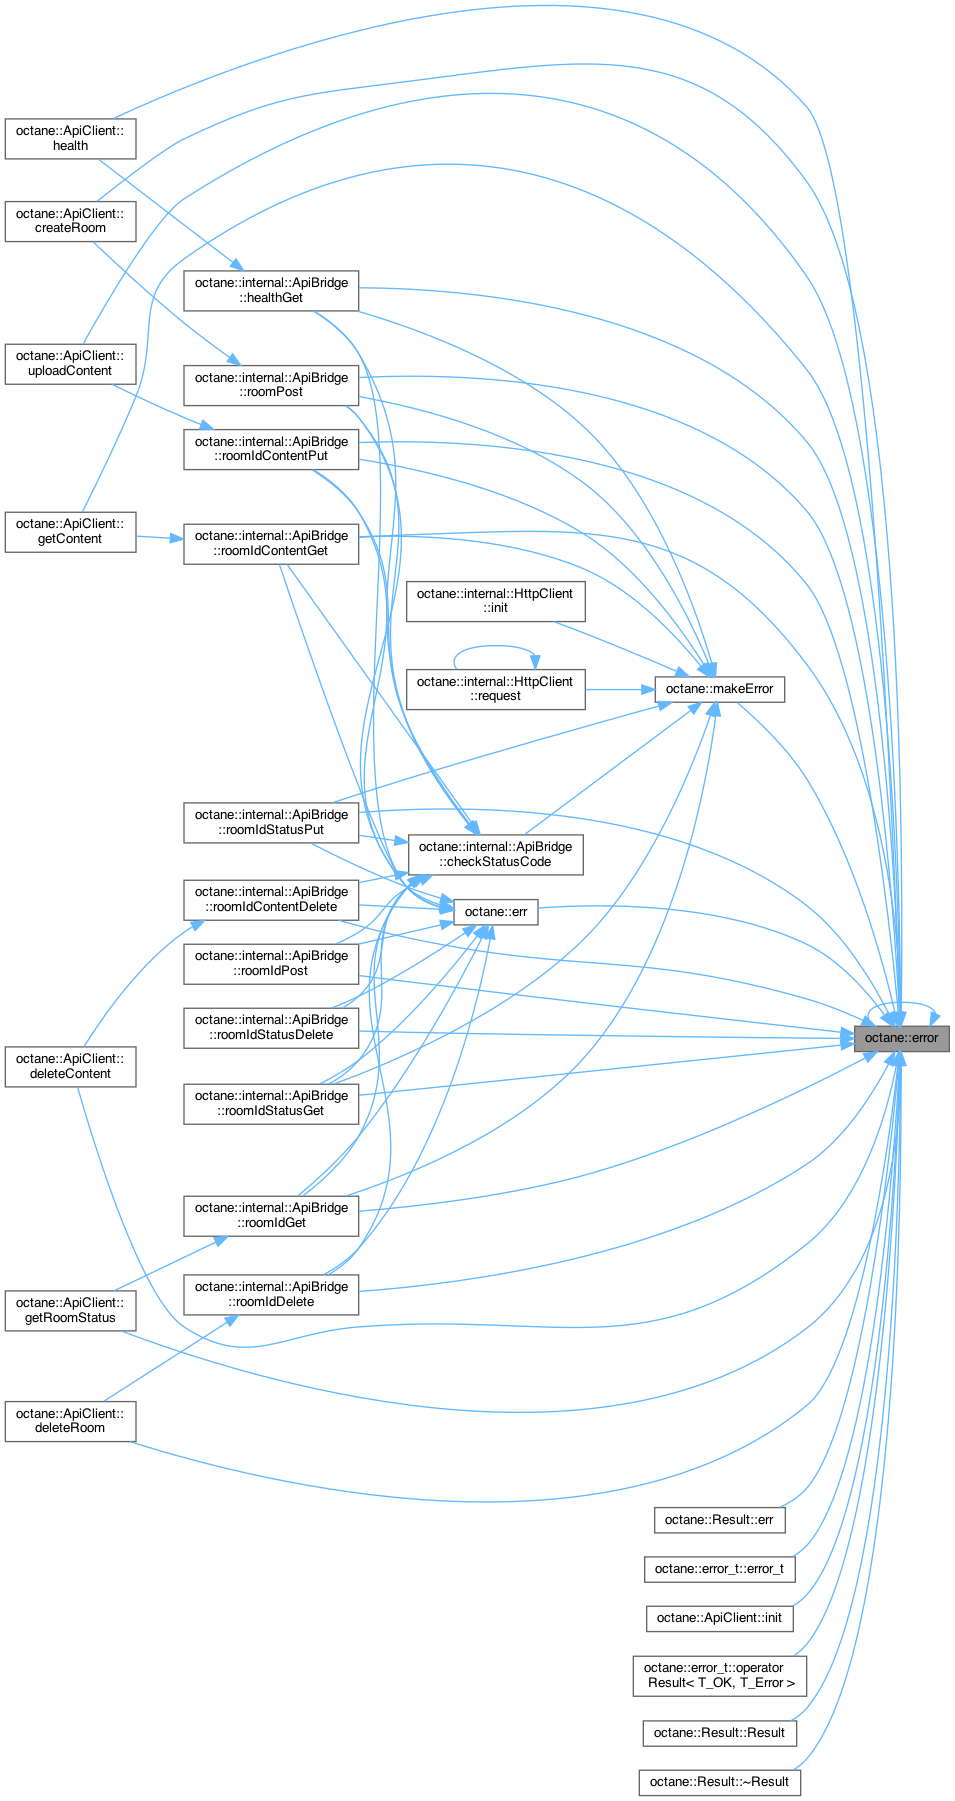 octane::ApiClient::
health
octane::ApiClient::
createRoom
octane::internal::ApiBridge
::healthGet
octane::ApiClient::
uploadContent
octane::internal::ApiBridge
::roomPost
octane::internal::ApiBridge
::roomIdContentPut
octane::ApiClient::
getContent
octane::internal::ApiBridge
::roomIdContentGet
octane::internal::HttpClient
::init
octane::internal::HttpClient
::request
octane::makeError
octane::internal::ApiBridge
::roomIdStatusPut
octane::internal::ApiBridge
::checkStatusCode
octane::internal::ApiBridge
::roomIdContentDelete
octane::err
octane::internal::ApiBridge
::roomIdPost
octane::internal::ApiBridge
::roomIdStatusDelete
octane::error
octane::ApiClient::
deleteContent
octane::internal::ApiBridge
::roomIdStatusGet
octane::internal::ApiBridge
::roomIdGet
octane::internal::ApiBridge
::roomIdDelete
octane::ApiClient::
getRoomStatus
octane::ApiClient::
deleteRoom
octane::Result::err
octane::error_t::error_t
octane::ApiClient::init
octane::error_t::operator
Result< T_OK, T_Error >
octane::Result::Result
octane::Result::~Result